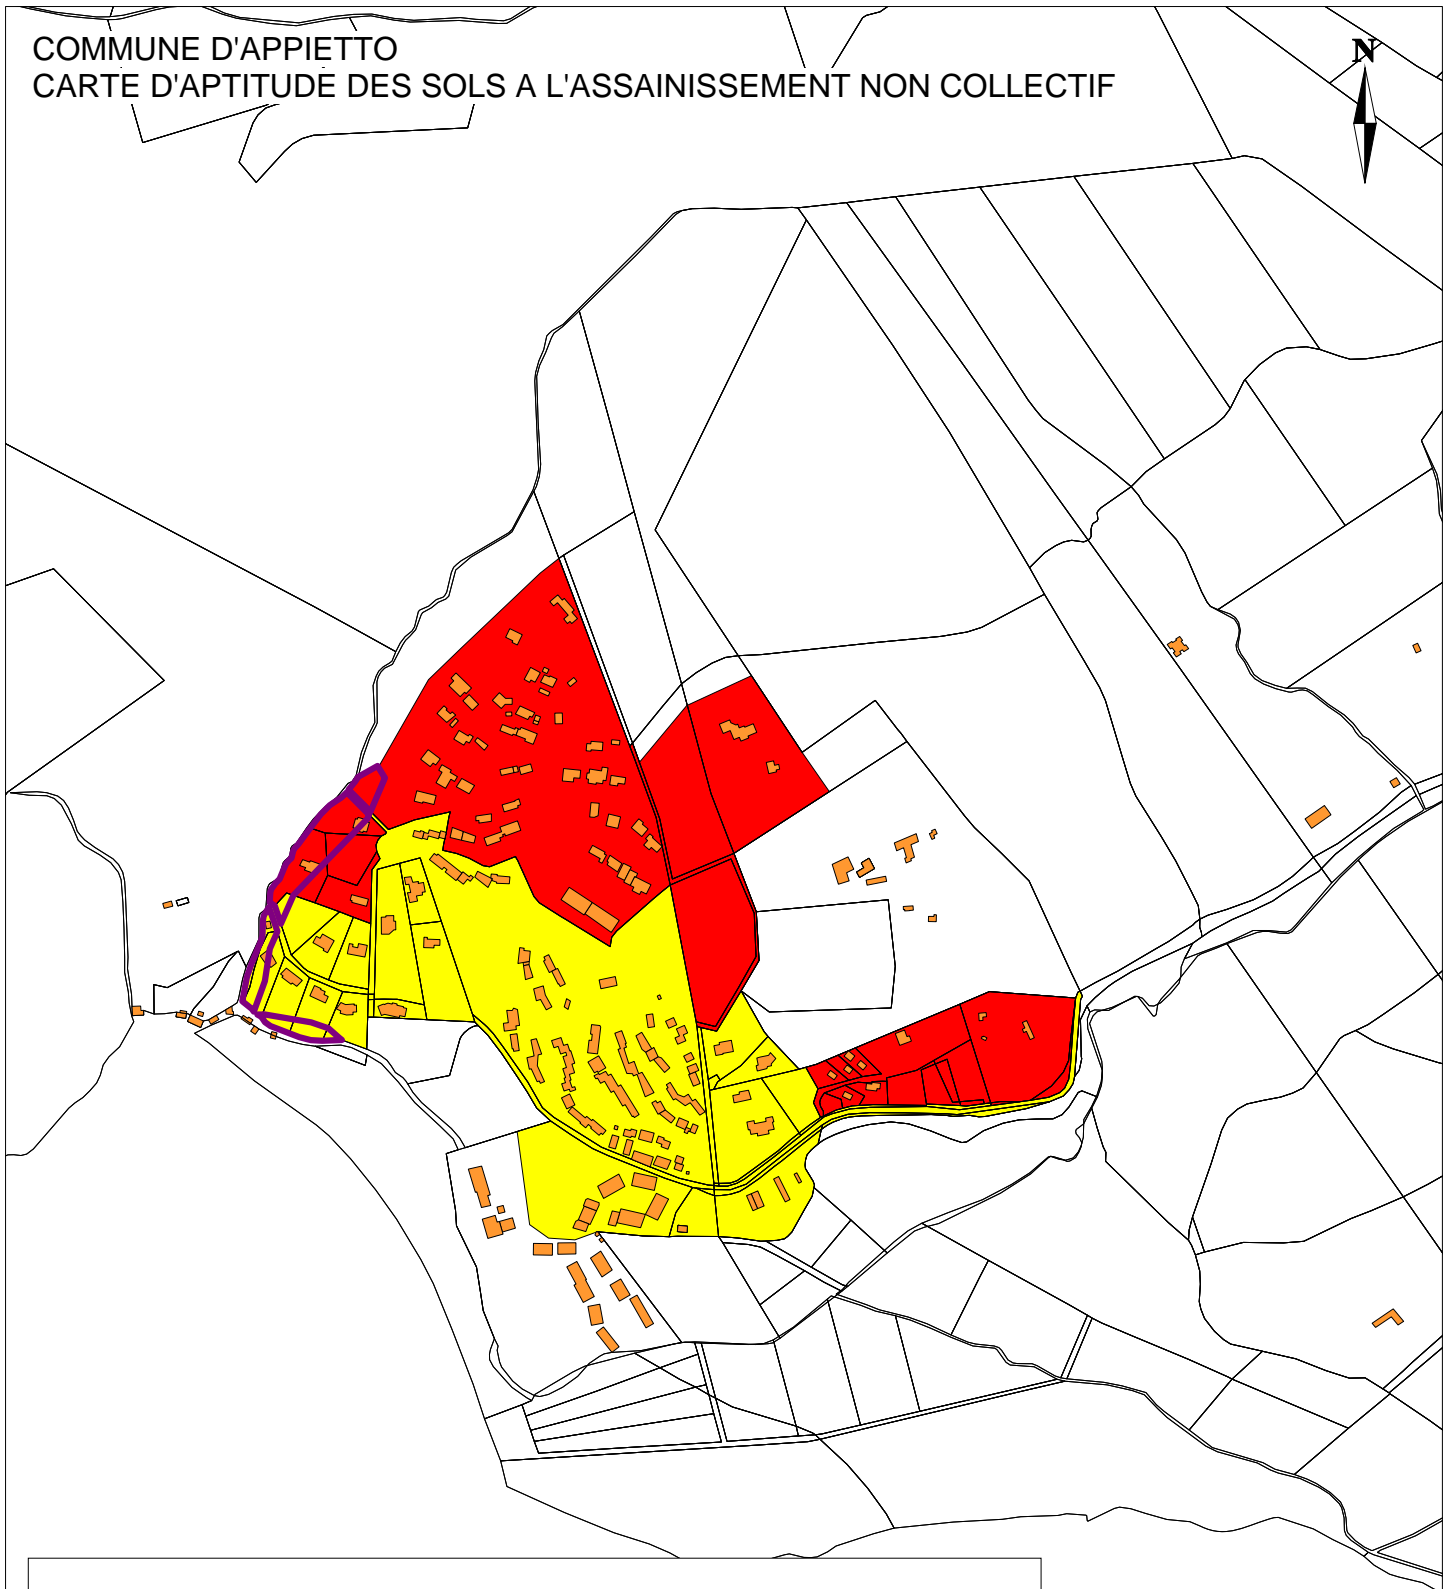 COMMUNE D'APPIETTO
CARTE D'APTITUDE DES SOLS A L'ASSAINISSEMENT NON COLLECTIF
N